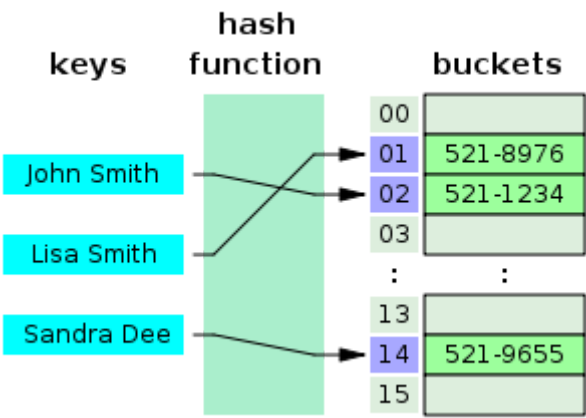 hash
keys function buckets
00
01 521-8976
John Smith
02 521-1234
03
Lisa Smith
: :
13
Sandra Dee 14 521-9655
15